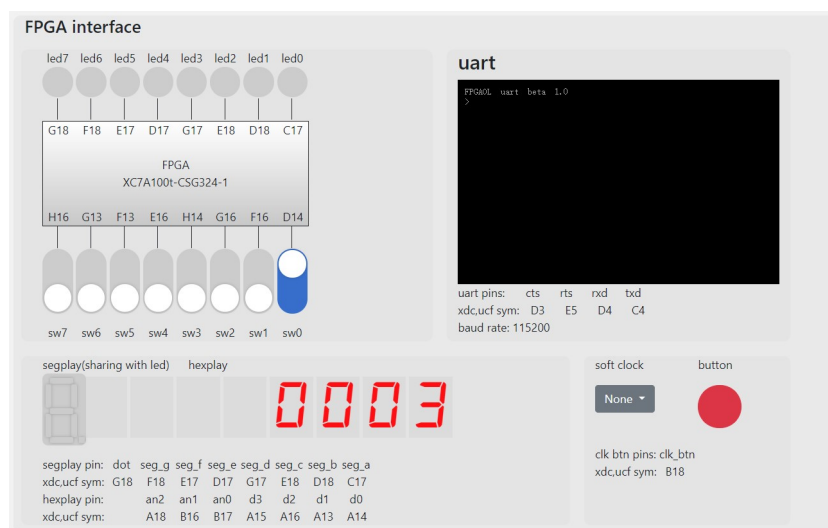 FPGA interface
led7 led6 led5 led4 led3 led2 led1 led0
G18 F18 E17 D17 G17 E18 D18 C17
FPGA
XC7A100t-CSG324-1
H16 G13 F13 E16 H14 G16 F16 D14
sw7 sw6 sw5 sw4 sw3 sw2 sw1 sw0
uart
FPGAOL uart beta 1.0
>
uart pins: cts rts rxd txd
xdc,ucf sym: D3 E5 D4 C4
baud rate: 115200
segplay(sharing with led) hexplay
0003
segplay pin: dot seg_g seg_f seg_e seg_d seg_c seg_b seg_a
xdc,ucf sym: G18 F18 E17 D17 G17 E18 D18 C17
hexplay pin: an2 an1 an0 d3 d2 d1 d0
xdc,ucf sym: A18 B16 B17 A15 A16 A13 A14
soft clock button
None
clk btn pins: clk_btn
xdc,ucf sym: B18